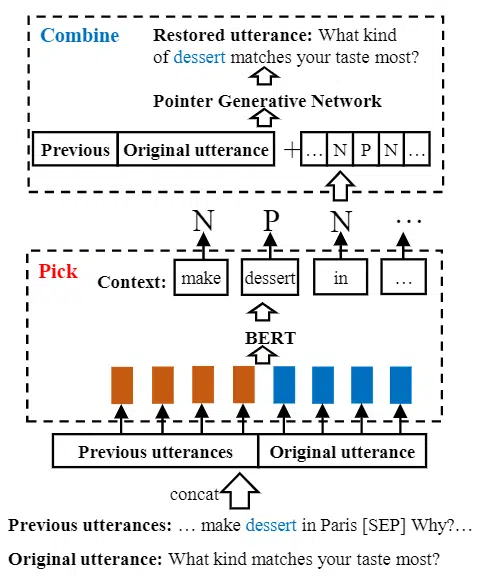 Combine
Restored utterance: What kind
of dessert matches your taste most?
Pointer Generative Network
Previous Original utterance + ... N P N ...
N P N ...
Pick
Context: make dessert in ...
BERT
Previous utterances Original utterance
concat
Previous utterances: … make dessert in Paris [SEP] Why?…
Original utterance: What kind matches your taste most?